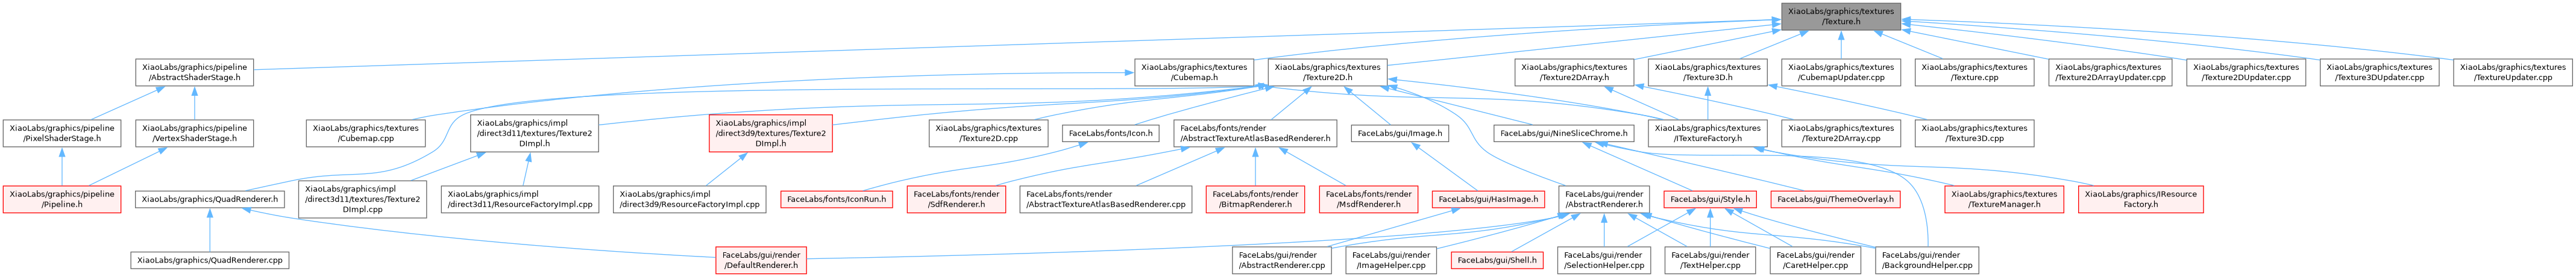 XiaoLabs/graphics/textures
/Texture.h
XiaoLabs/graphics/pipeline
/AbstractShaderStage.h
XiaoLabs/graphics/textures
/Cubemap.h
XiaoLabs/graphics/textures
/Texture2D.h
XiaoLabs/graphics/textures
/Texture2DArray.h
XiaoLabs/graphics/textures
/Texture3D.h
XiaoLabs/graphics/textures
/CubemapUpdater.cpp
XiaoLabs/graphics/textures
/Texture.cpp
XiaoLabs/graphics/textures
/Texture2DArrayUpdater.cpp
XiaoLabs/graphics/textures
/Texture2DUpdater.cpp
XiaoLabs/graphics/textures
/Texture3DUpdater.cpp
XiaoLabs/graphics/textures
/TextureUpdater.cpp
XiaoLabs/graphics/pipeline
/PixelShaderStage.h
XiaoLabs/graphics/pipeline
/VertexShaderStage.h
XiaoLabs/graphics/textures
/Cubemap.cpp
XiaoLabs/graphics/impl
/direct3d11/textures/Texture2
DImpl.h
XiaoLabs/graphics/impl
/direct3d9/textures/Texture2
DImpl.h
XiaoLabs/graphics/textures
/Texture2D.cpp
FaceLabs/fonts/Icon.h
FaceLabs/fonts/render
/AbstractTextureAtlasBasedRenderer.h
FaceLabs/gui/Image.h
FaceLabs/gui/NineSliceChrome.h
XiaoLabs/graphics/textures
/ITextureFactory.h
XiaoLabs/graphics/textures
/Texture2DArray.cpp
XiaoLabs/graphics/textures
/Texture3D.cpp
XiaoLabs/graphics/pipeline
/Pipeline.h
XiaoLabs/graphics/QuadRenderer.h
XiaoLabs/graphics/impl
/direct3d11/textures/Texture2
DImpl.cpp
XiaoLabs/graphics/impl
/direct3d11/ResourceFactoryImpl.cpp
XiaoLabs/graphics/impl
/direct3d9/ResourceFactoryImpl.cpp
FaceLabs/fonts/IconRun.h
FaceLabs/fonts/render
/SdfRenderer.h
FaceLabs/fonts/render
/AbstractTextureAtlasBasedRenderer.cpp
FaceLabs/fonts/render
/BitmapRenderer.h
FaceLabs/fonts/render
/MsdfRenderer.h
FaceLabs/gui/HasImage.h
FaceLabs/gui/render
/AbstractRenderer.h
FaceLabs/gui/Style.h
FaceLabs/gui/ThemeOverlay.h
XiaoLabs/graphics/textures
/TextureManager.h
XiaoLabs/graphics/IResource
Factory.h
XiaoLabs/graphics/QuadRenderer.cpp
FaceLabs/gui/render
/DefaultRenderer.h
FaceLabs/gui/render
/AbstractRenderer.cpp
FaceLabs/gui/render
/ImageHelper.cpp
FaceLabs/gui/Shell.h
FaceLabs/gui/render
/SelectionHelper.cpp
FaceLabs/gui/render
/TextHelper.cpp
FaceLabs/gui/render
/CaretHelper.cpp
FaceLabs/gui/render
/BackgroundHelper.cpp